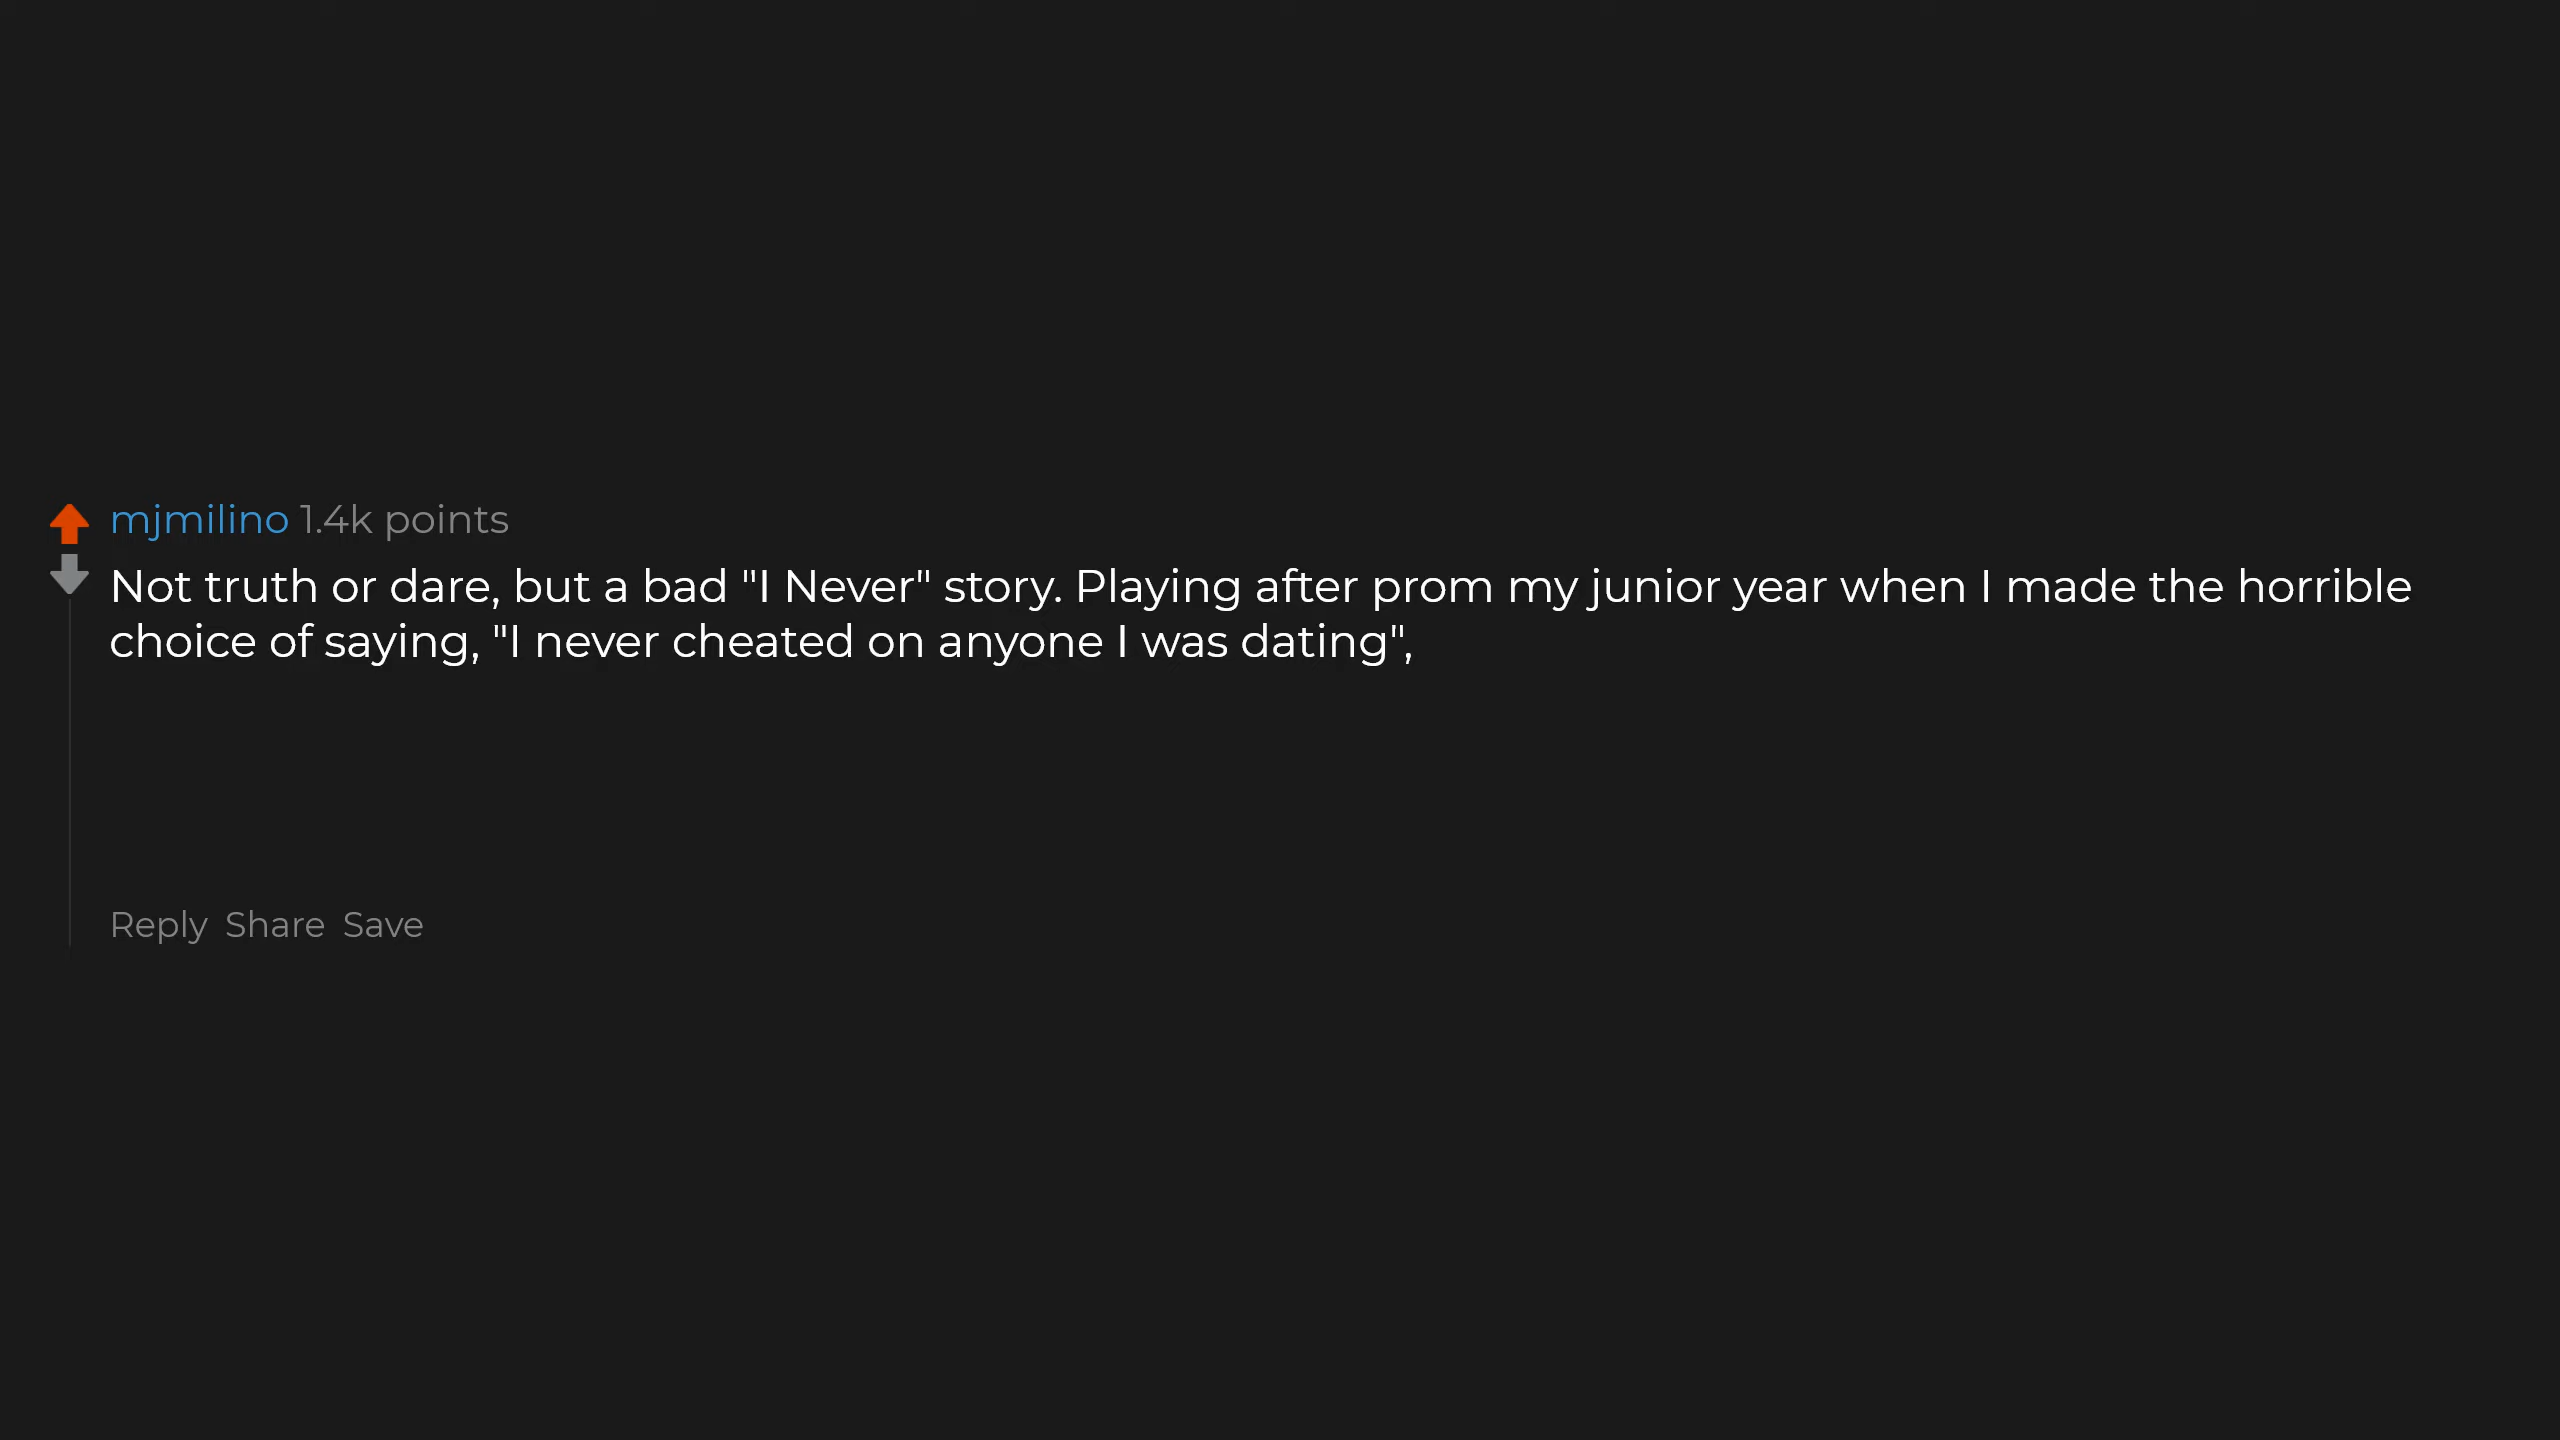 mjmilino 1.4k points
Not truth or dare, but a bad "I Never" story. Playing after prom my junior year when I made the horrible
choice of saying, "I never cheated on anyone I was dating",
Reply Share Save